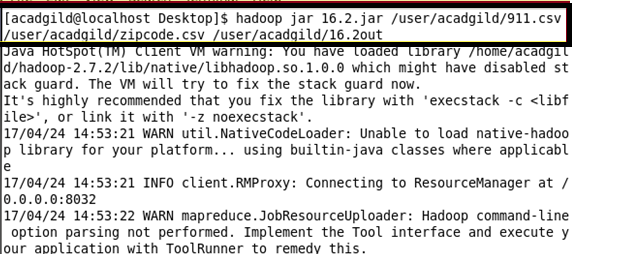 [acadgild@localhost Desktop]$ hadoop jar 16.2.jar /user/acadgild/911.csv
/user/acadgild/zipcode.csv /user/acadgild/16.2out
Java HotSpot(TM) Client VM warning: You have loaded library /home/acadgil
d/hadoop-2.7.2/lib/native/libhadoop.so.1.0.0 which might have disabled st
ack guard. The VM will try to fix the stack guard now.
It's highly recommended that you fix the library with 'execstack -c <libf
ile>', or link it with '-z noexecstack'.
17/04/24 14:53:21 WARN util.NativeCodeLoader: Unable to load native-hadoo
p library for your platform... using builtin-java classes where applicabl
e
17/04/24 14:53:21 INFO client.RMProxy: Connecting to ResourceManager at /
0.0.0.0:8032
17/04/24 14:53:22 WARN mapreduce.JobResourceUploader: Hadoop command-line
 option parsing not performed. Implement the Tool interface and execute y
our application with ToolRunner to remedy this.